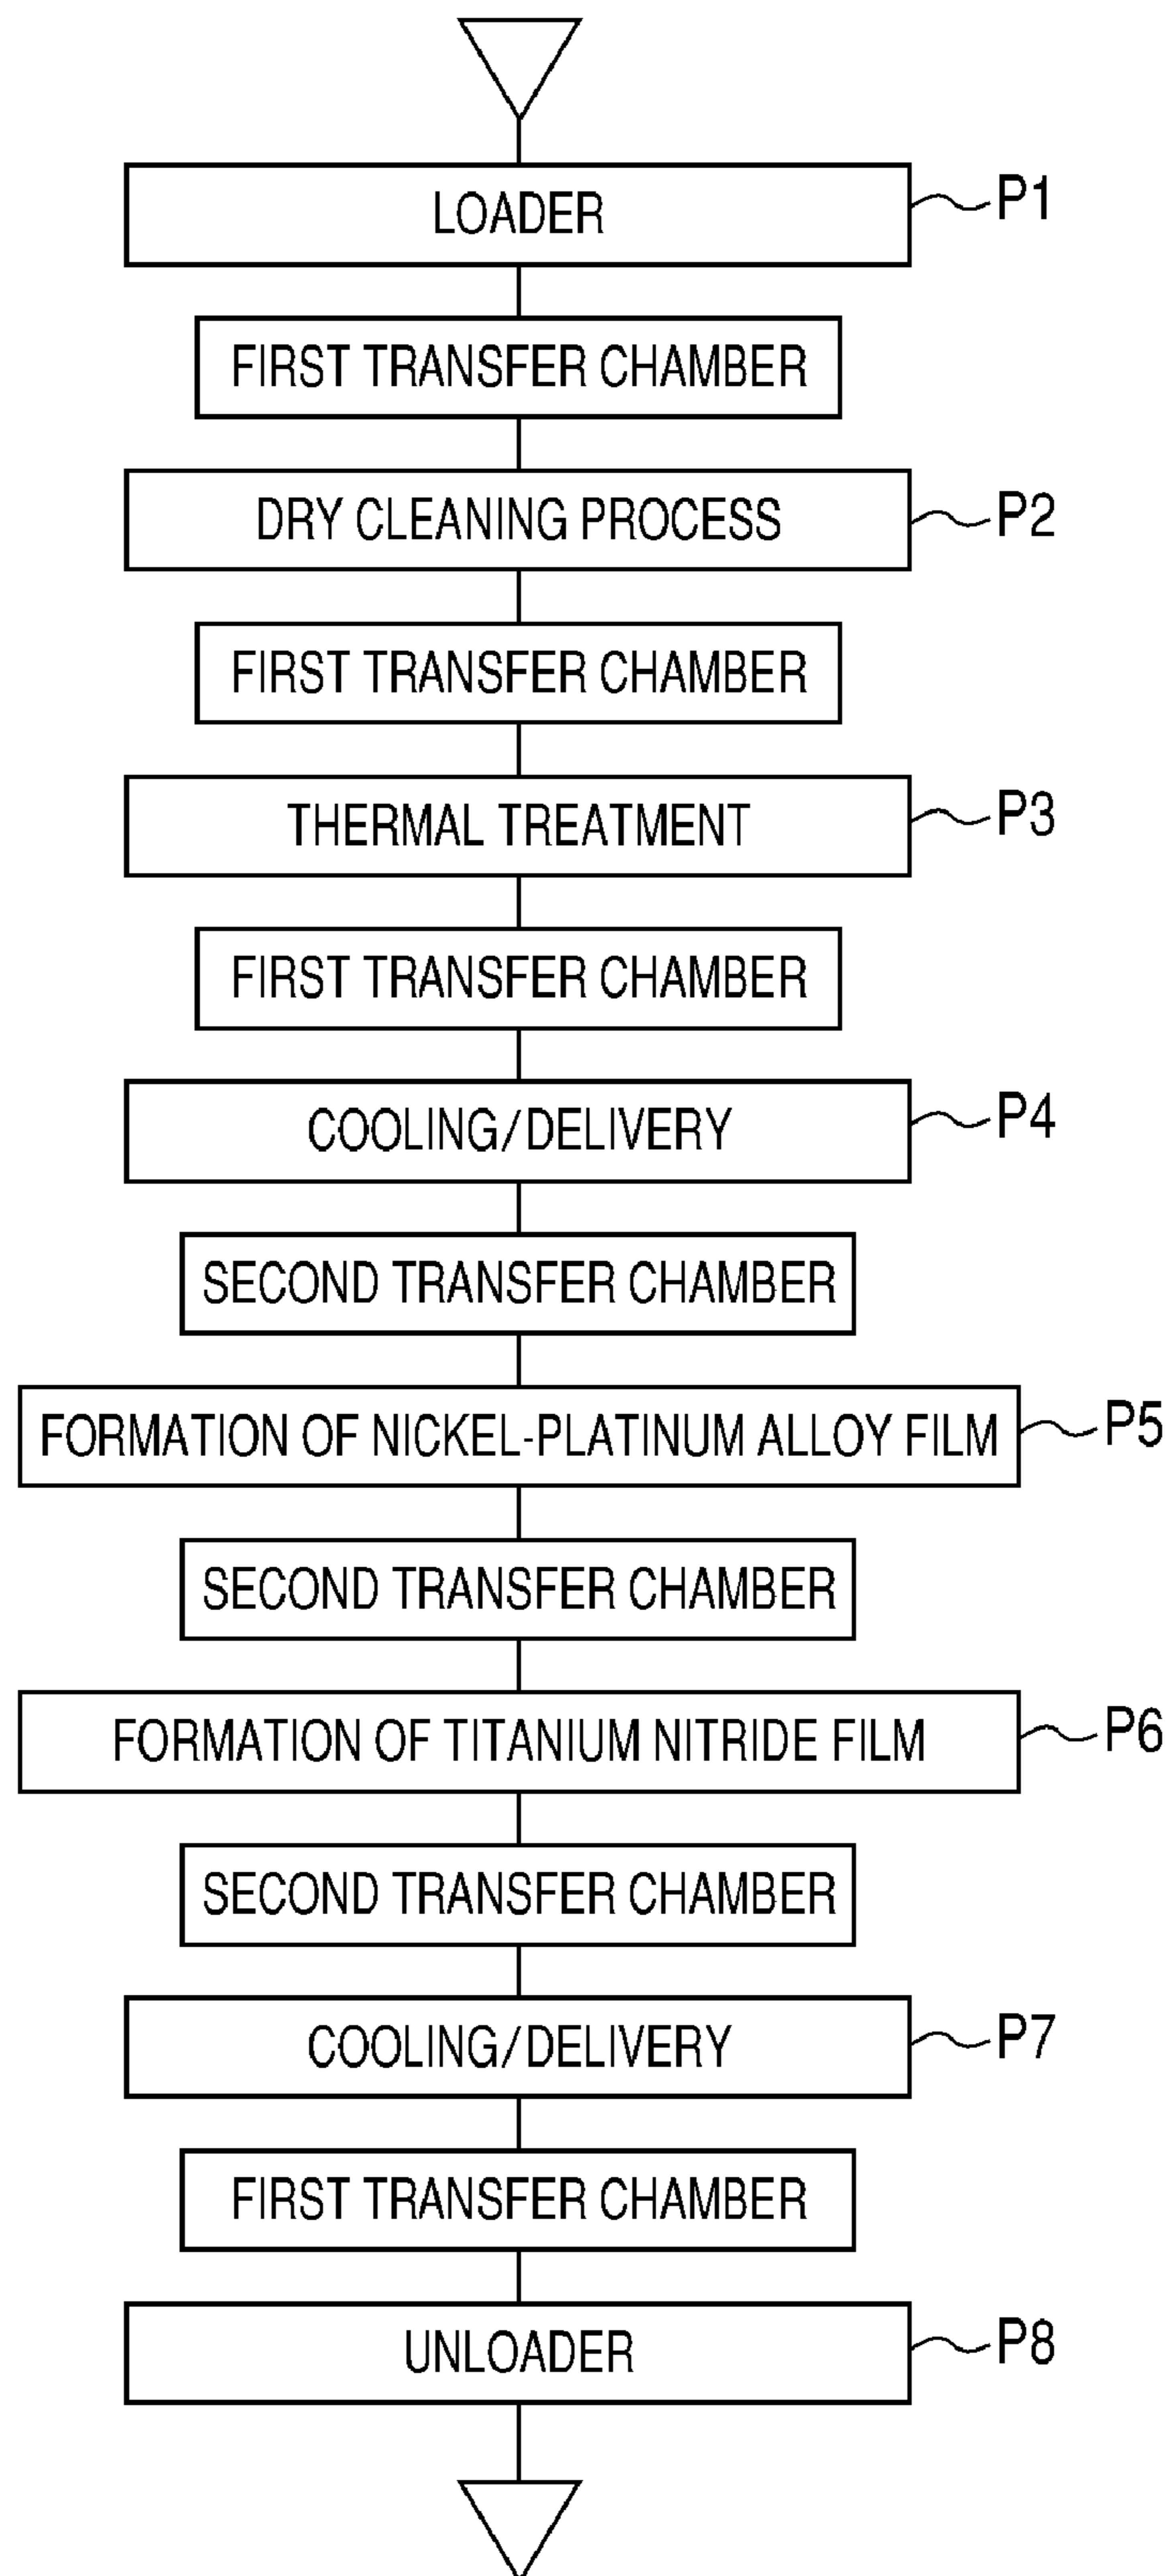 LOADER
P1
FIRST TRANSFER CHAMBER
DRY CLEANING PROCESS
P2
FIRST TRANSFER CHAMBER
THERMAL TREATMENT
P3
FIRST TRANSFER CHAMBER
COOLING/DELIVERY
P4
SECOND TRANSFER CHAMBER
FORMATION OF NICKEL-PLATINUM ALLOY FILM
P5
SECOND TRANSFER CHAMBER
FORMATION OF TITANIUM NITRIDE FILM
P6
SECOND TRANSFER CHAMBER
COOLING/DELIVERY
P7
FIRST TRANSFER CHAMBER
UNLOADER
P8